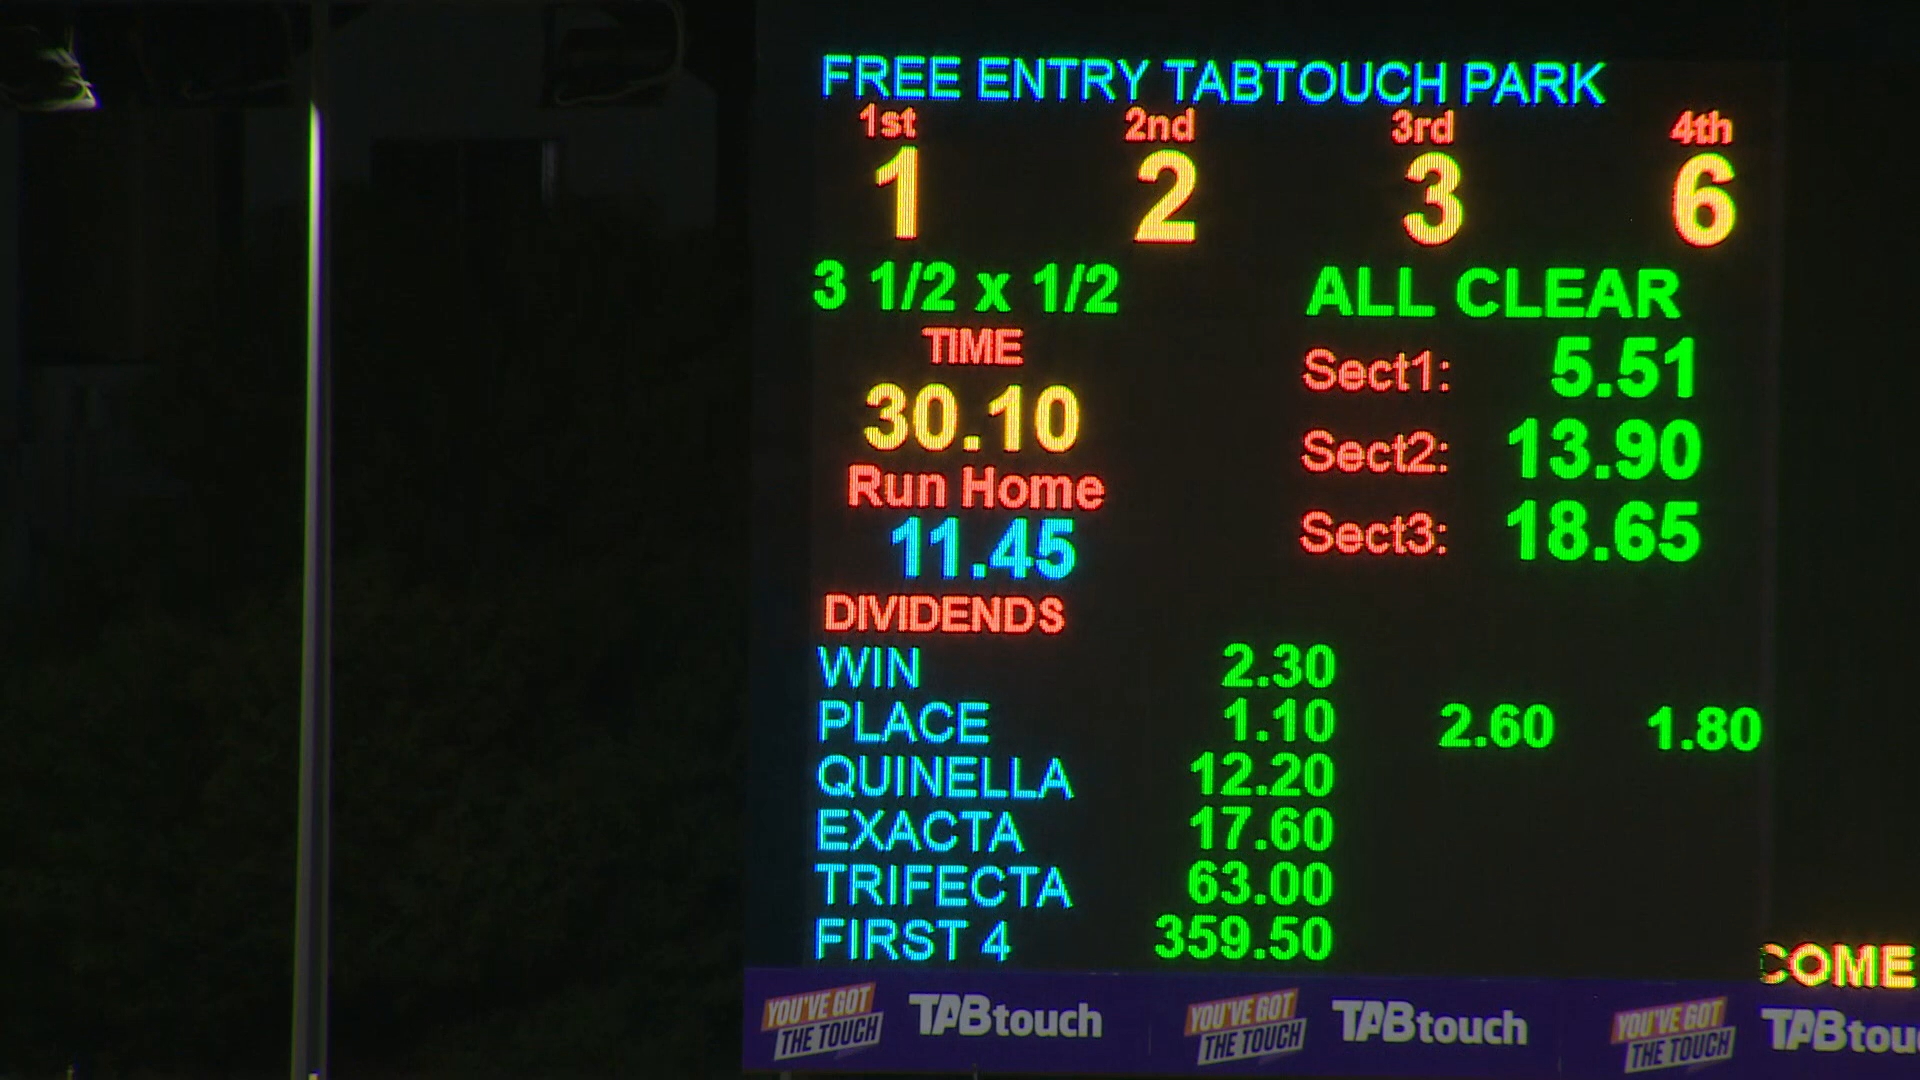 FREE ENTRY TABTOUCH PARK
1st 2nd 3rd 4th
1 2 3 6
3 1/2 x 1/2 ALL CLEAR
TIME
Sect1: 5.51
30.10
Sect2: 13.90
Run Home
11.45
Sect3: 18.65
DIVIDENDS
WIN 2.30
PLACE 1.10 2.60 1.80
QUINELLA 12.20
EXACTA 17.60
TRIFECTA 63.00
FIRST 4 359.50
COME
YOU'VE GOT THE TOUCH TABtouch YOU'VE GOT THE TOUCH TABtouch YOU'VE GOT THE TOUCH TABtou